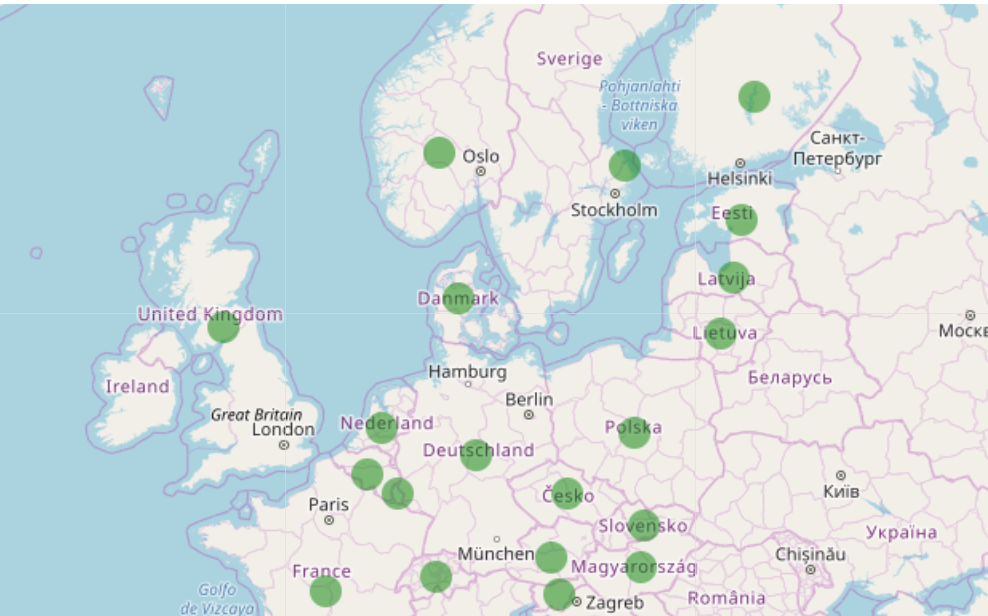 Sverige
Pohjanlahti
- Bottniska
viken
Санкт-
Петербург
Oslo
Helsinki
Stockholm
Eesti
Latvija
Danmark
United Kingdom
Москв
Lietuva
Hamburg
Беларусь
Ireland
Berlin
Great Britain
London
Nederland
Polska
Deutschland
Київ
Česko
Paris
Slovensko
Україна
München
Chișinău
Magyarország
France
Golfo
de Vizcaya
România
Zagreb